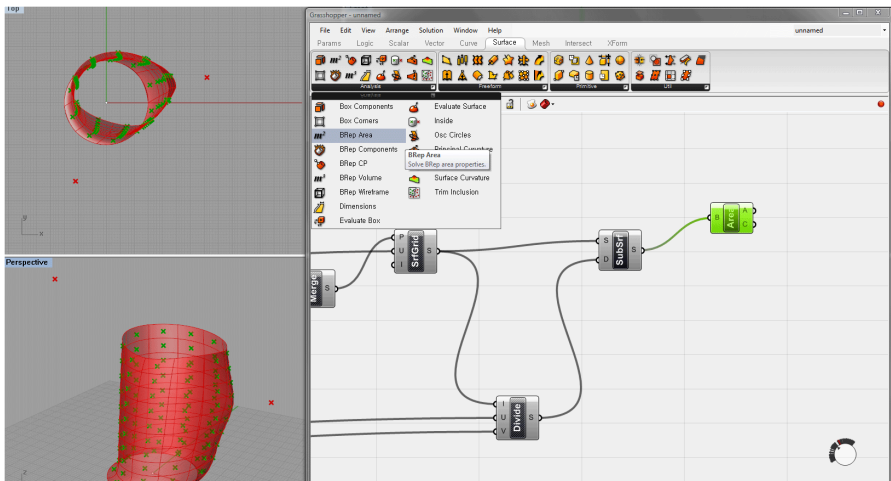 Top
Grasshopper - unnamed
File Edit View Arrange Solution Window Help unnamed
Params Logic Scalar Vector Curve Surface Mesh Intersect XForm
Analysis Freeform Primitive Util
Box Components Evaluate Surface
Box Corners Inside
BRep Area Osc Circles
BRep Components Principal Curvature
BRep Area
Solve BRep area properties.
BRep CP
BRep Volume Surface Curvature
BRep Wireframe Trim Inclusion
Dimensions
Evaluate Box
B Area A C
P U I SrfGrid S
S D SubSrf S
Merge S
I U V Divide S
Perspective
y
x
z